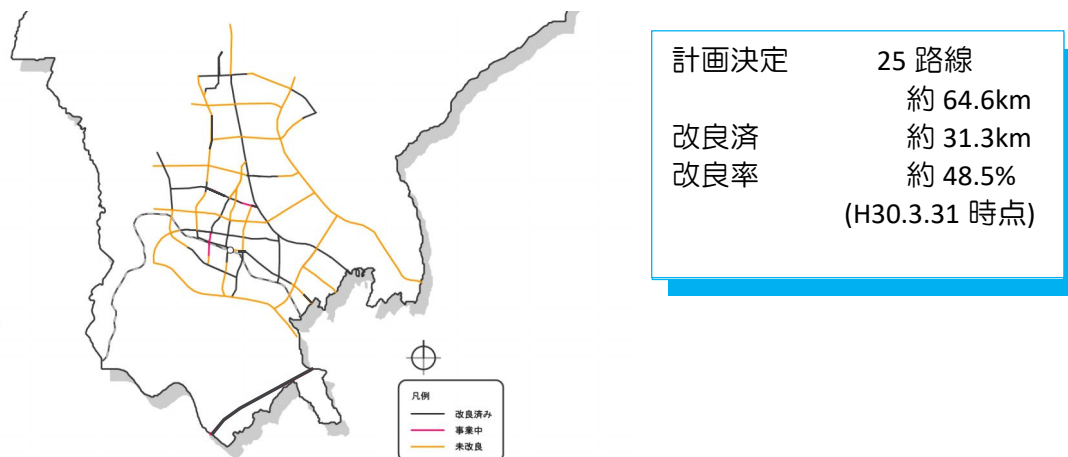 計画決定 25 路線
約 64.6km
改良済 約 31.3km
改良率 約 48.5%
(H30.3.31 時点)
凡例
改良済み
事業中
未改良